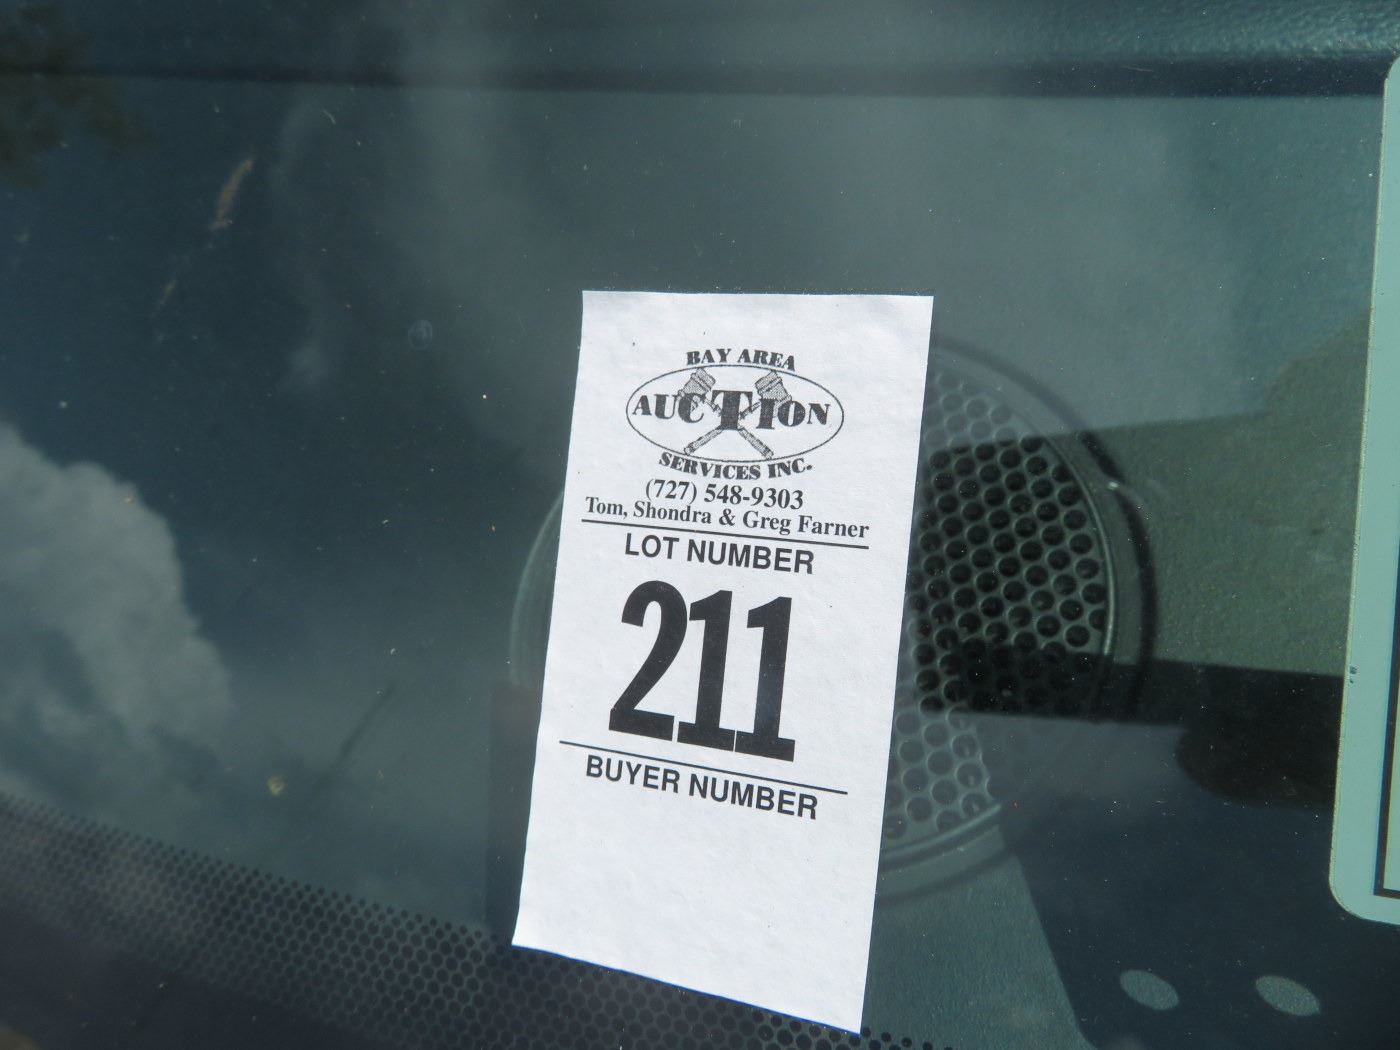 BAY AREA
AUCTION
SERVICES INC.
(727) 548-9303
Tom, Shondra & Greg Farner
LOT NUMBER
211
BUYER NUMBER